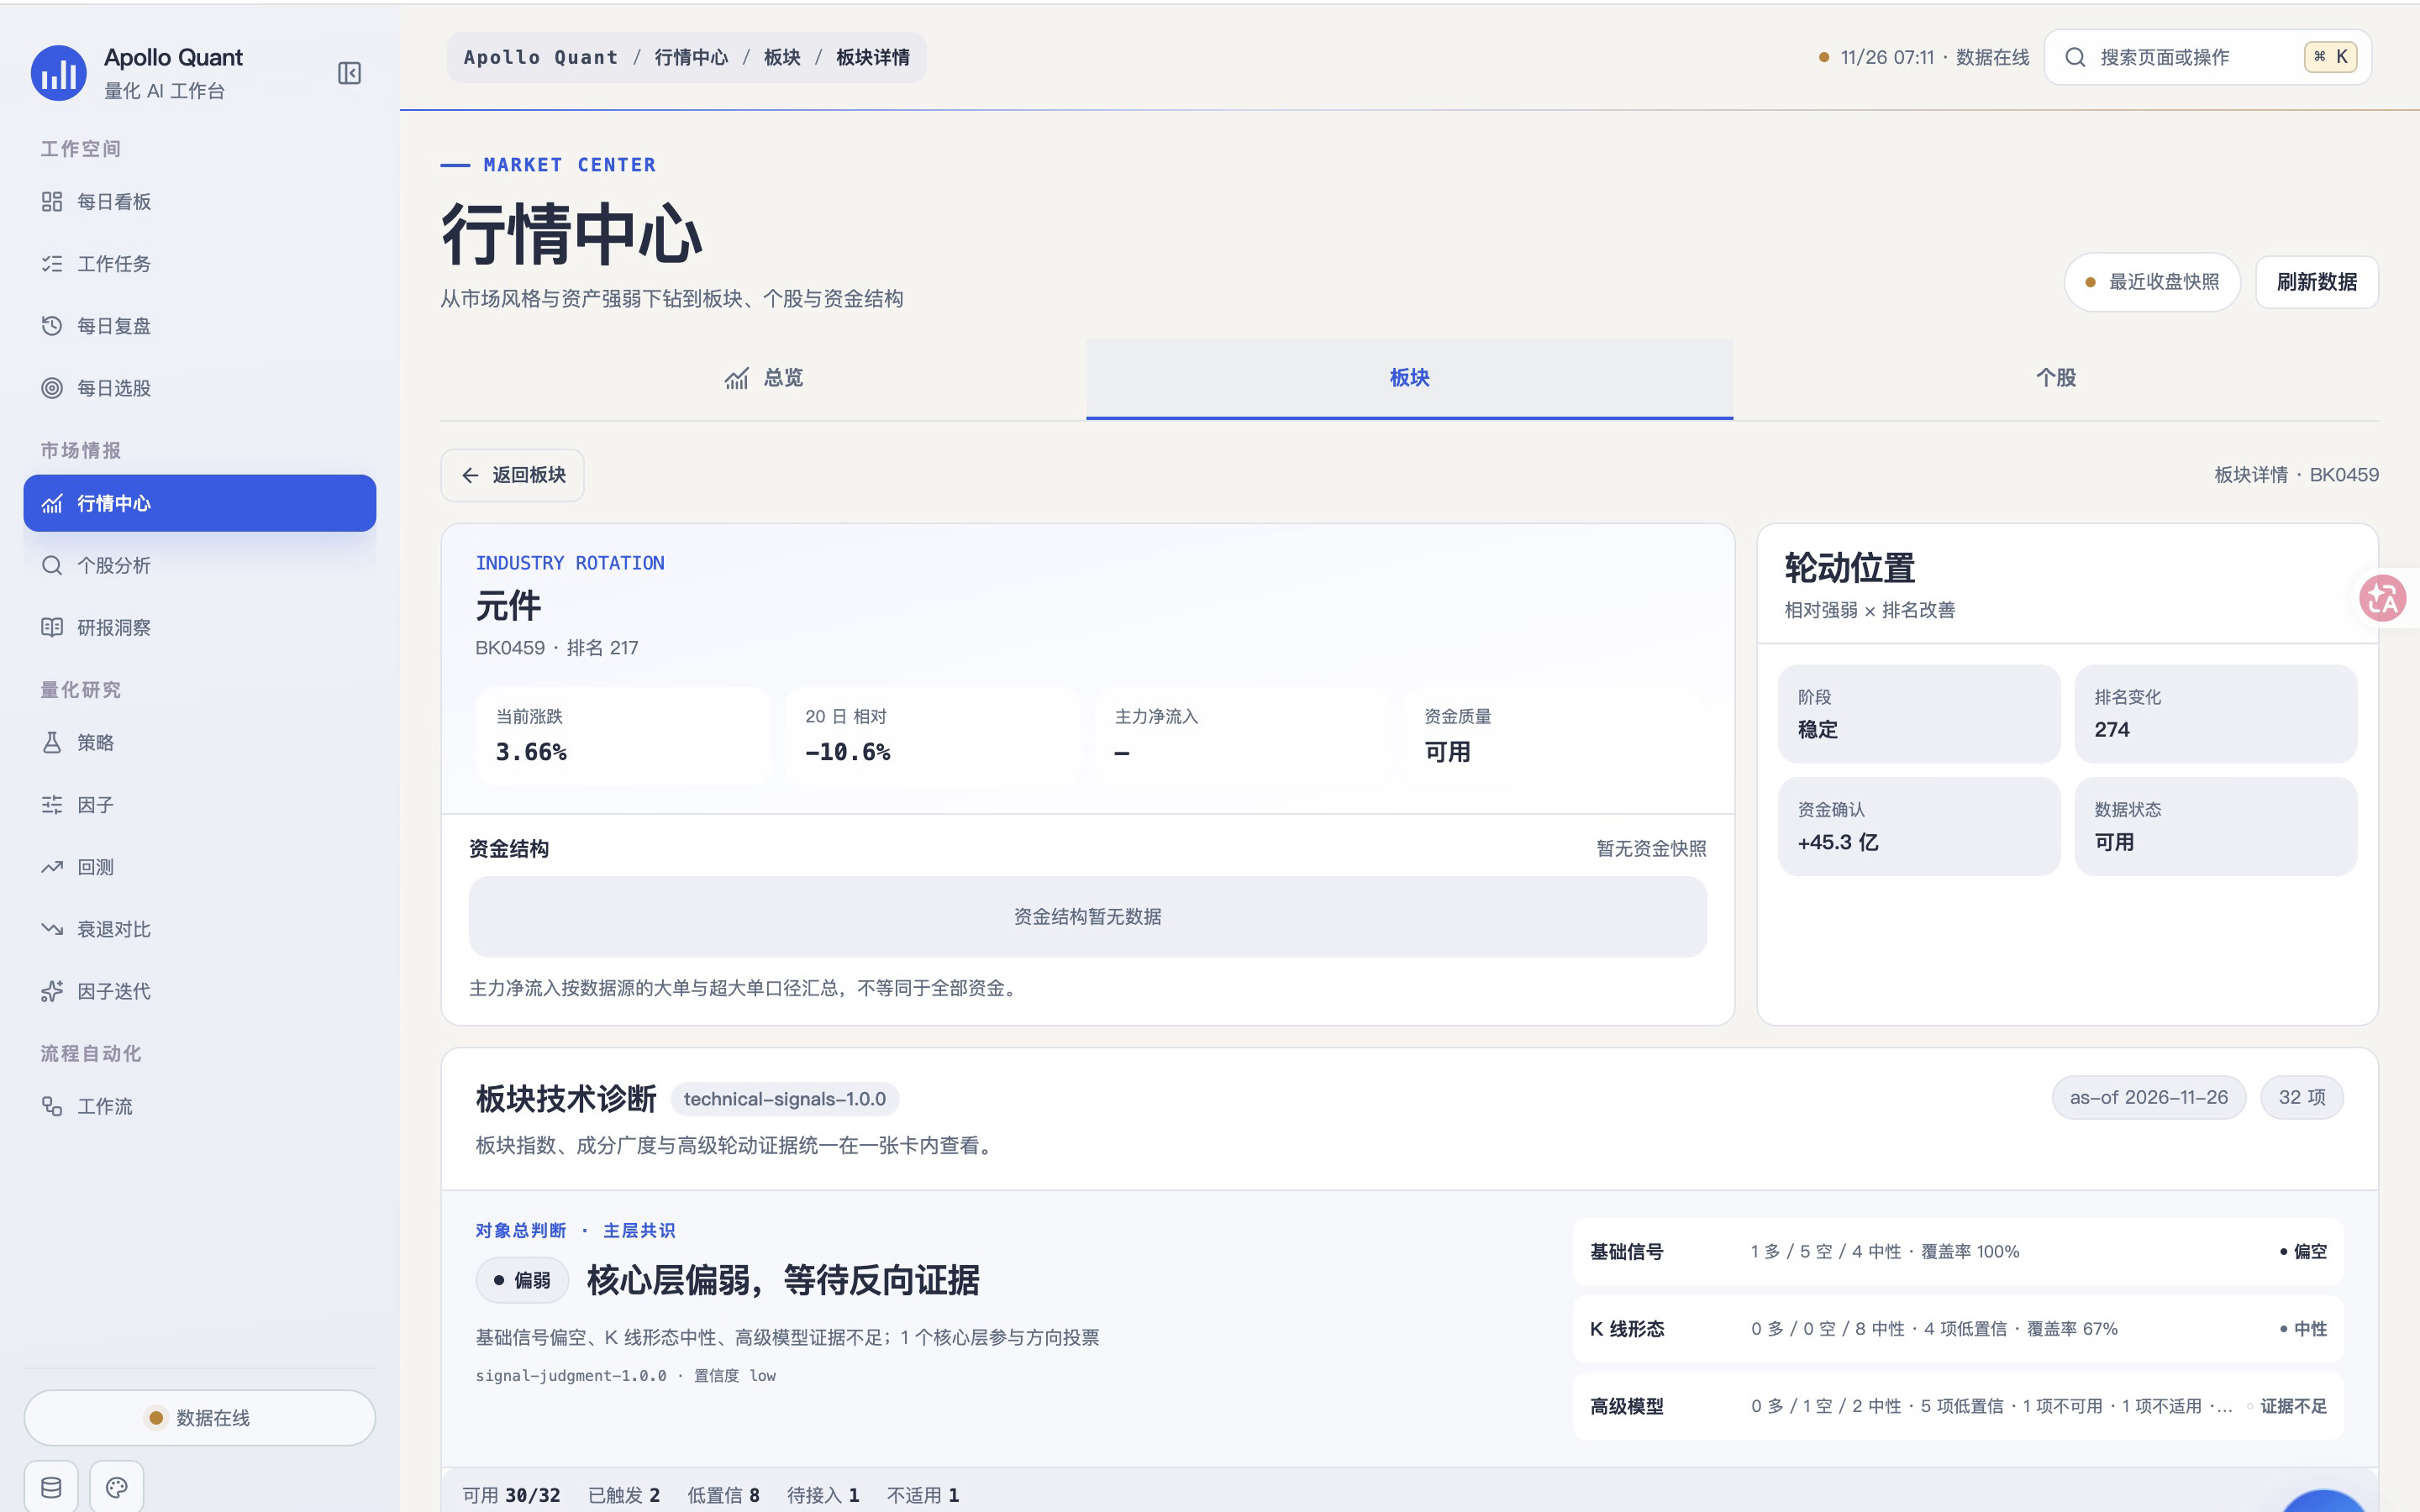 Apollo Quant
量化 AI 工作台
工作空间
每日看板
工作任务
每日复盘
每日选股
市场情报
行情中心
个股分析
研报洞察
量化研究
策略
因子
回测
衰退对比
因子迭代
流程自动化
工作流
数据在线
Apollo Quant / 行情中心 / 板块 / 板块详情
11/26 07:11 · 数据在线
搜索页面或操作
⌘ K
MARKET CENTER
行情中心
从市场风格与资产强弱下钻到板块、个股与资金结构
最近收盘快照
刷新数据
总览
板块
个股
返回板块
板块详情 · BK0459
INDUSTRY ROTATION
元件
BK0459 · 排名 217
当前涨跌
3.66%
20 日 相对
-10.6%
主力净流入
—
资金质量
可用
资金结构
暂无资金快照
资金结构暂无数据
主力净流入按数据源的大单与超大单口径汇总，不等同于全部资金。
轮动位置
相对强弱 × 排名改善
阶段
稳定
排名变化
274
资金确认
+45.3 亿
数据状态
可用
板块技术诊断
technical-signals-1.0.0
as-of 2026-11-26
32 项
板块指数、成分广度与高级轮动证据统一在一张卡内查看。
对象总判断 · 主层共识
偏弱
核心层偏弱，等待反向证据
基础信号偏空、K 线形态中性、高级模型证据不足；1 个核心层参与方向投票
signal-judgment-1.0.0 · 置信度 low
基础信号
1 多 / 5 空 / 4 中性 · 覆盖率 100%
偏空
K 线形态
0 多 / 0 空 / 8 中性 · 4 项低置信 · 覆盖率 67%
中性
高级模型
0 多 / 1 空 / 2 中性 · 5 项低置信 · 1 项不可用 · 1 项不适用 ·...
证据不足
可用 30/32 已触发 2 低置信 8 待接入 1 不适用 1